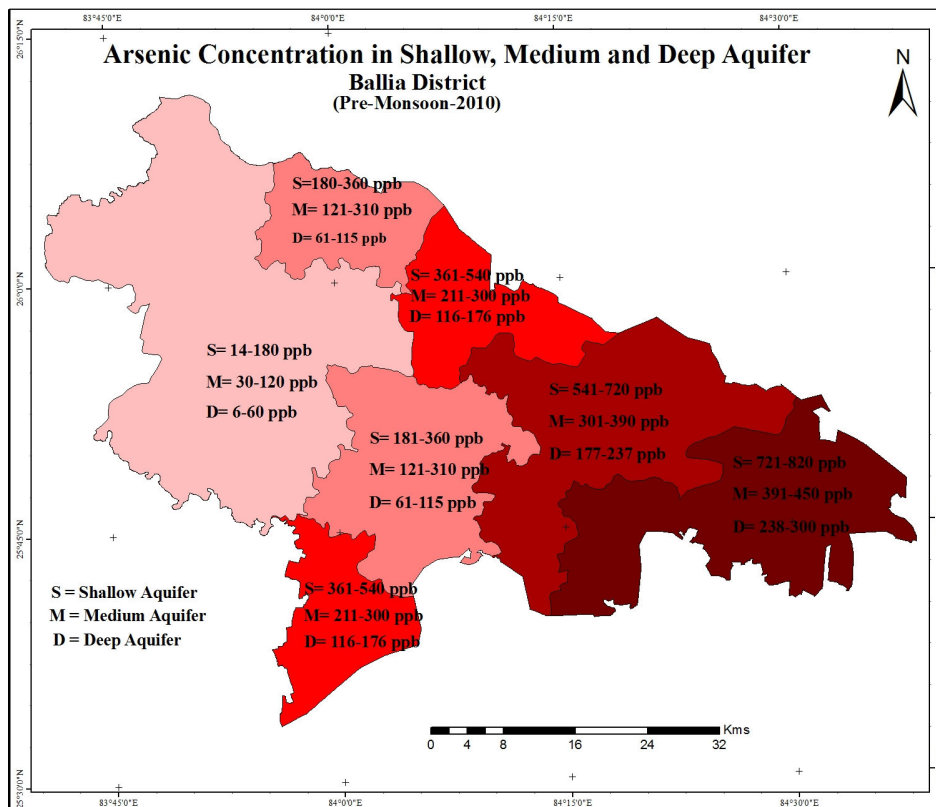 83°45'0"E 84°0'0"E 84°15'0"E 84°30'0"E
26°15'0"N
Arsenic Concentration in Shallow, Medium and Deep Aquifer
Ballia District
(Pre-Monsoon-2010)
N
S=180-360 ppb
M= 121-310 ppb
D= 61-115 ppb
S= 361-540 ppb
M= 211-300 ppb
D= 116-176 ppb
26°0'0"N
S= 14-180 ppb
M= 30-120 ppb
D= 6-60 ppb
S= 541-720 ppb
M= 301-390 ppb
D= 177-237 ppb
S= 181-360 ppb
M= 121-310 ppb
D= 61-115 ppb
S= 721-820 ppb
M= 391-450 ppb
D= 238-300 ppb
25°45'0"N
S = Shallow Aquifer
M = Medium Aquifer
D = Deep Aquifer
S= 361-540 ppb
M= 211-300 ppb
D= 116-176 ppb
Kms
0 2 4 8 16 24 32
25°30'0"N
83°45'0"E 84°0'0"E 84°15'0"E 84°30'0"E